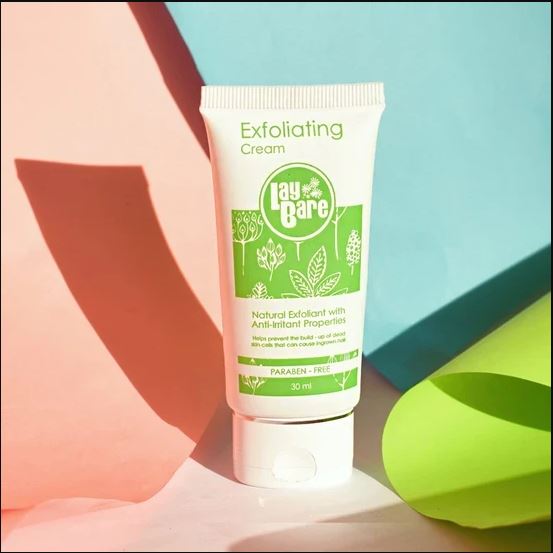 Exfoliating
Cream
Lay
Bare
Natural Exfoliant with
Anti-Irritant Properties
Helps prevent the build - up of dead
skin cells that can cause ingrown hair
PARABEN - FREE
30 ml